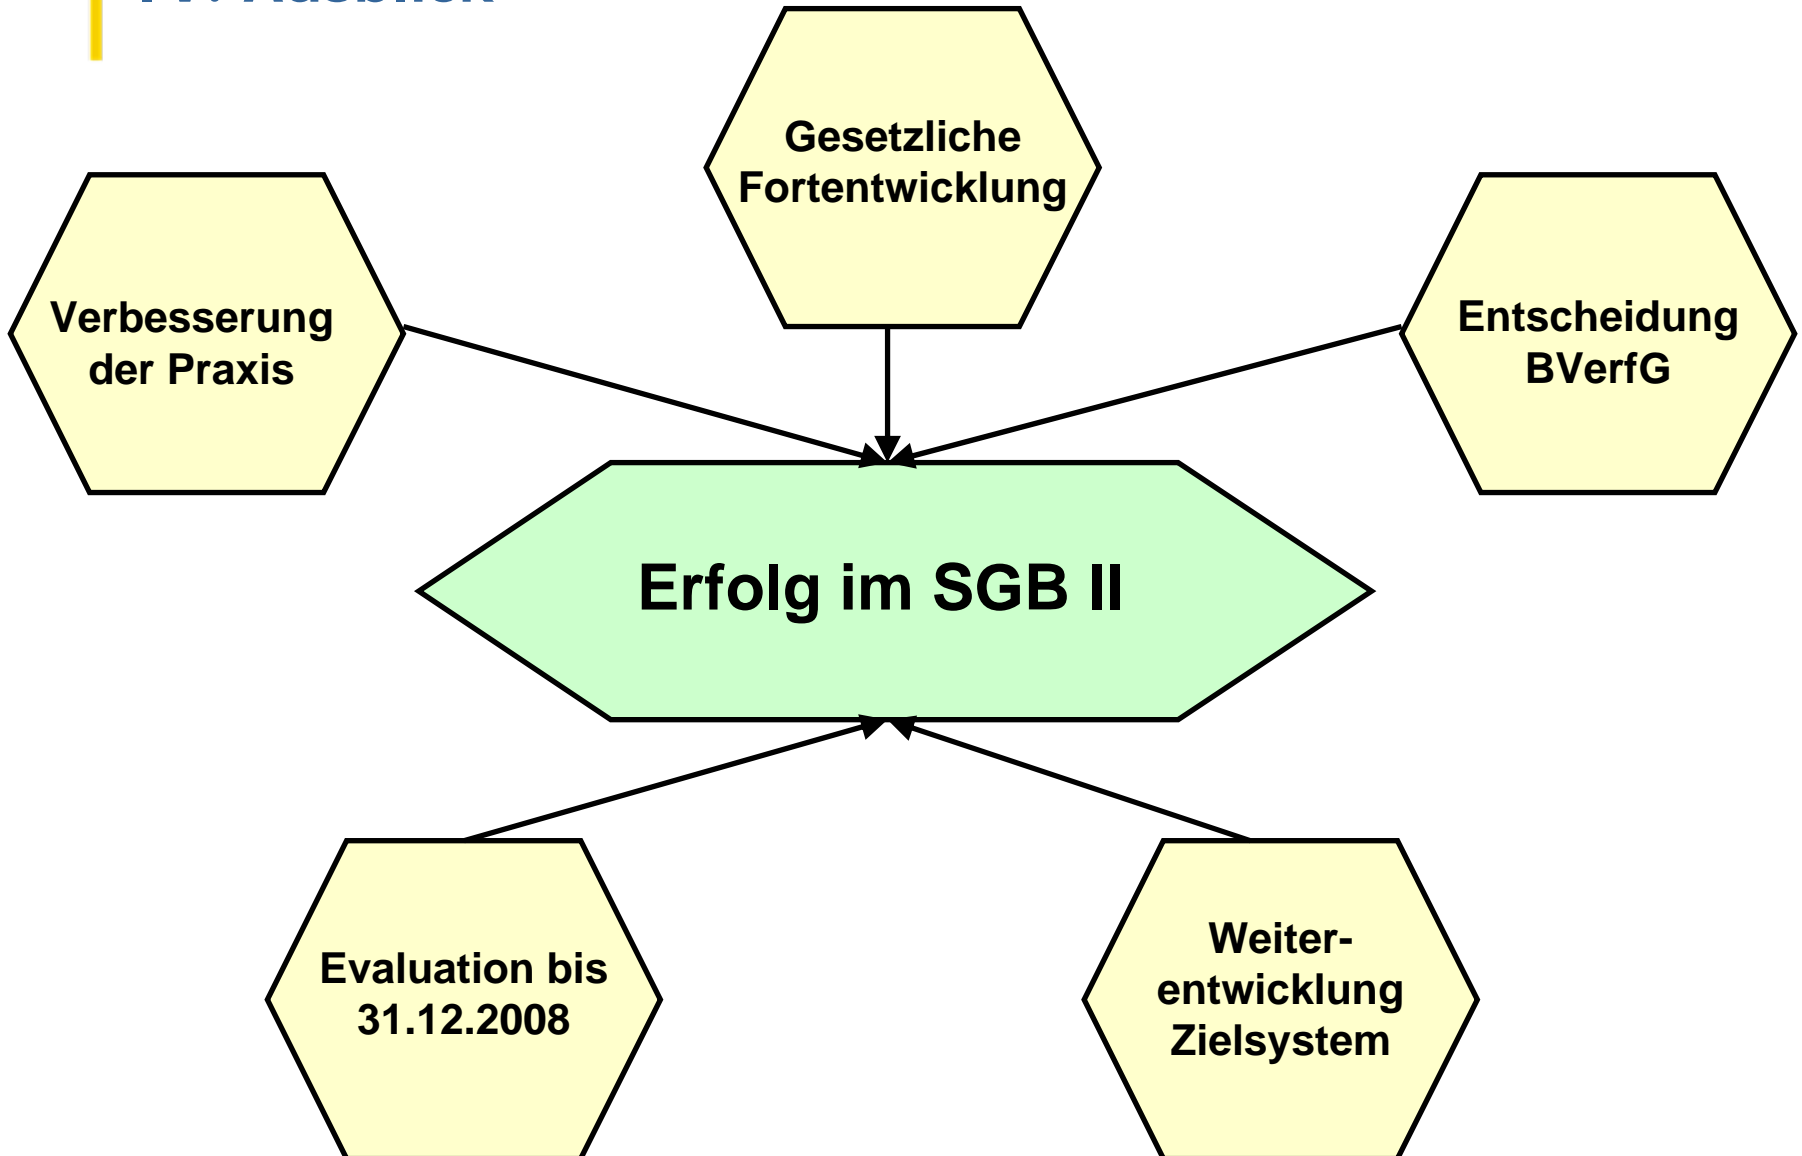 Ausblick
Gesetzliche
Fortentwicklung
Verbesserung
der Praxis
Entscheidung
BVerfG
Erfolg im SGB II
Evaluation bis
31.12.2008
Weiter-
entwicklung
Zielsystem